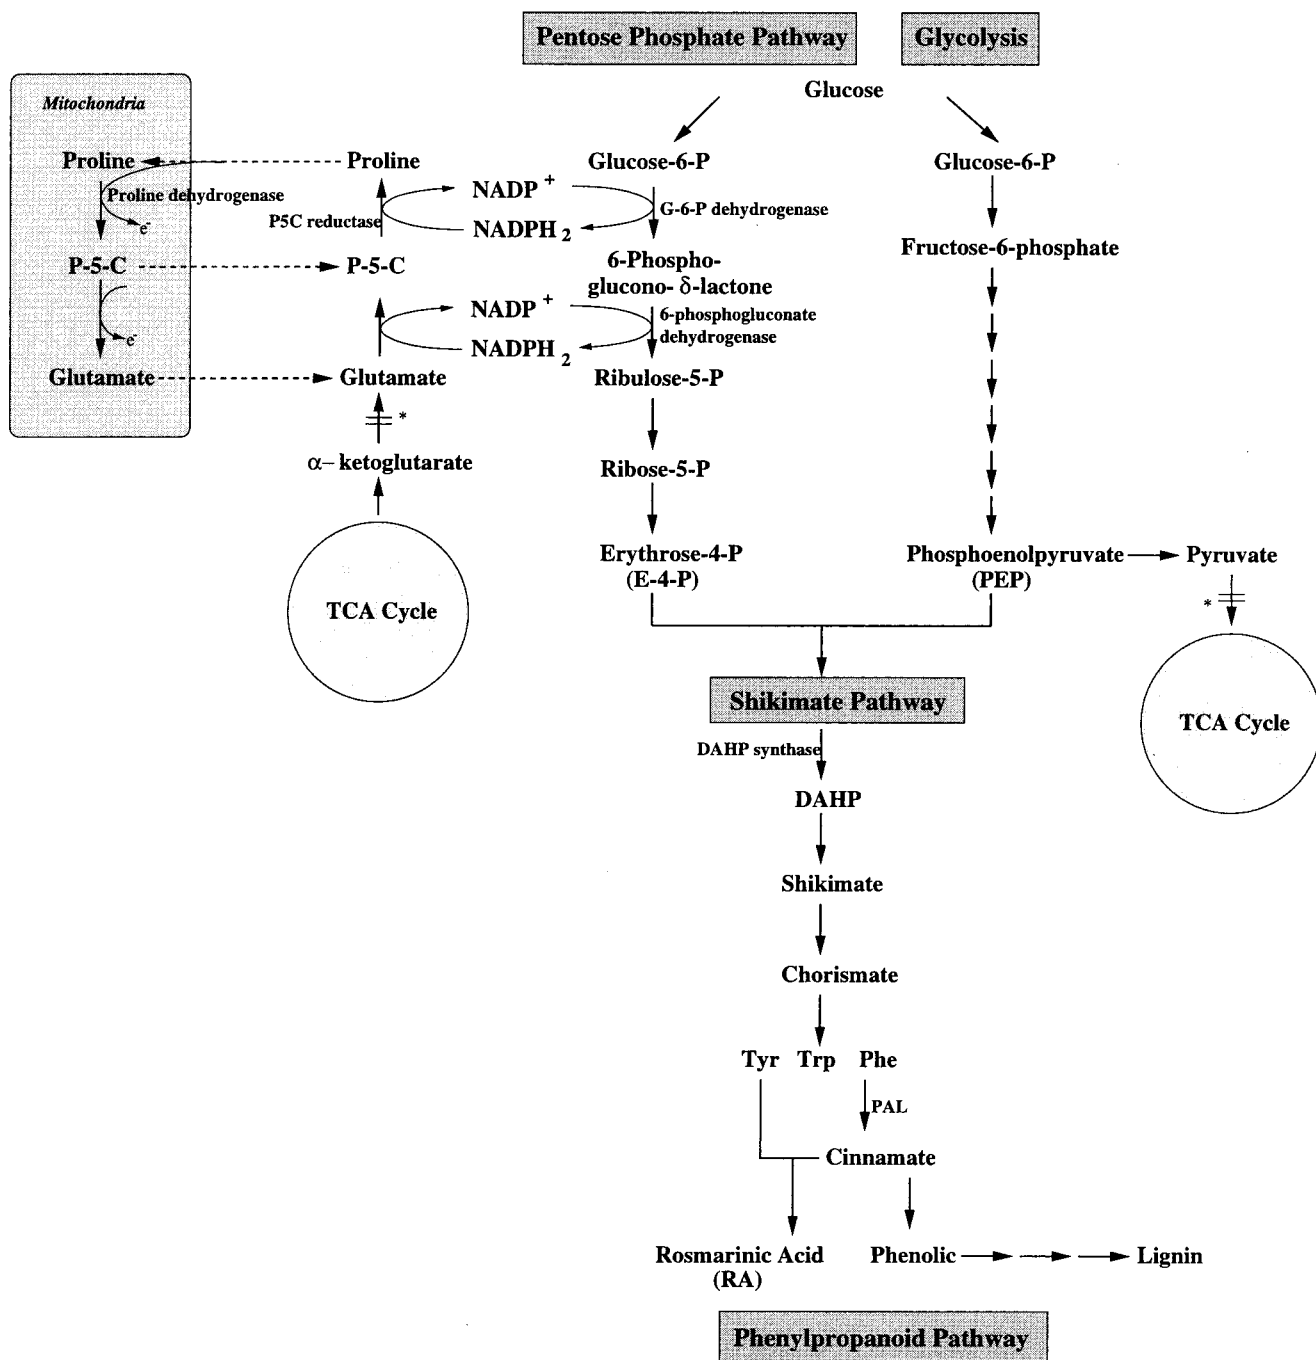 Pentose Phosphate Pathway
Glycolysis
Glucose
Mitochondria
Proline
Proline
Glucose-6-P
Glucose-6-P
Proline dehydrogenase
NADP +
P5C reductase
G-6-P dehydrogenase
e-
NADPH 2
Fructose-6-phosphate
P-5-C
P-5-C
6-Phospho-
glucono- δ-lactone
NADP +
6-phosphogluconate
dehydrogenase
e-
NADPH 2
Glutamate
Glutamate
Ribulose-5-P
*
α– ketoglutarate
Ribose-5-P
Erythrose-4-P
(E-4-P)
Phosphoenolpyruvate
(PEP)
Pyruvate
*
TCA Cycle
Shikimate Pathway
TCA Cycle
DAHP synthase
DAHP
Shikimate
Chorismate
Tyr Trp Phe
PAL
Cinnamate
Rosmarinic Acid
(RA)
Phenolic
Lignin
Phenylpropanoid Pathway